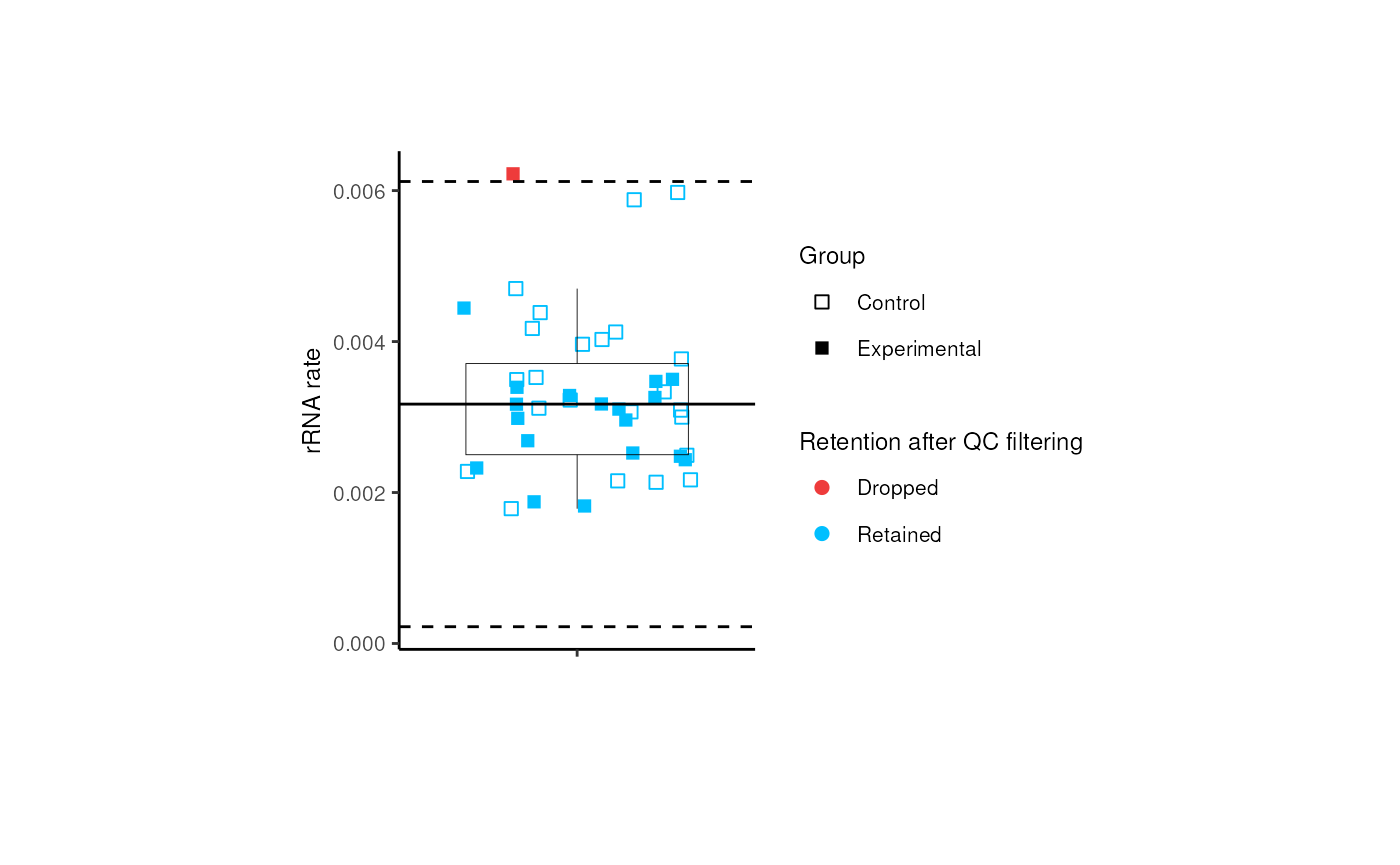 rRNA rate
0.006
0.004
0.002
0.000
Group
Control
Experimental
Retention after QC filtering
Dropped
Retained